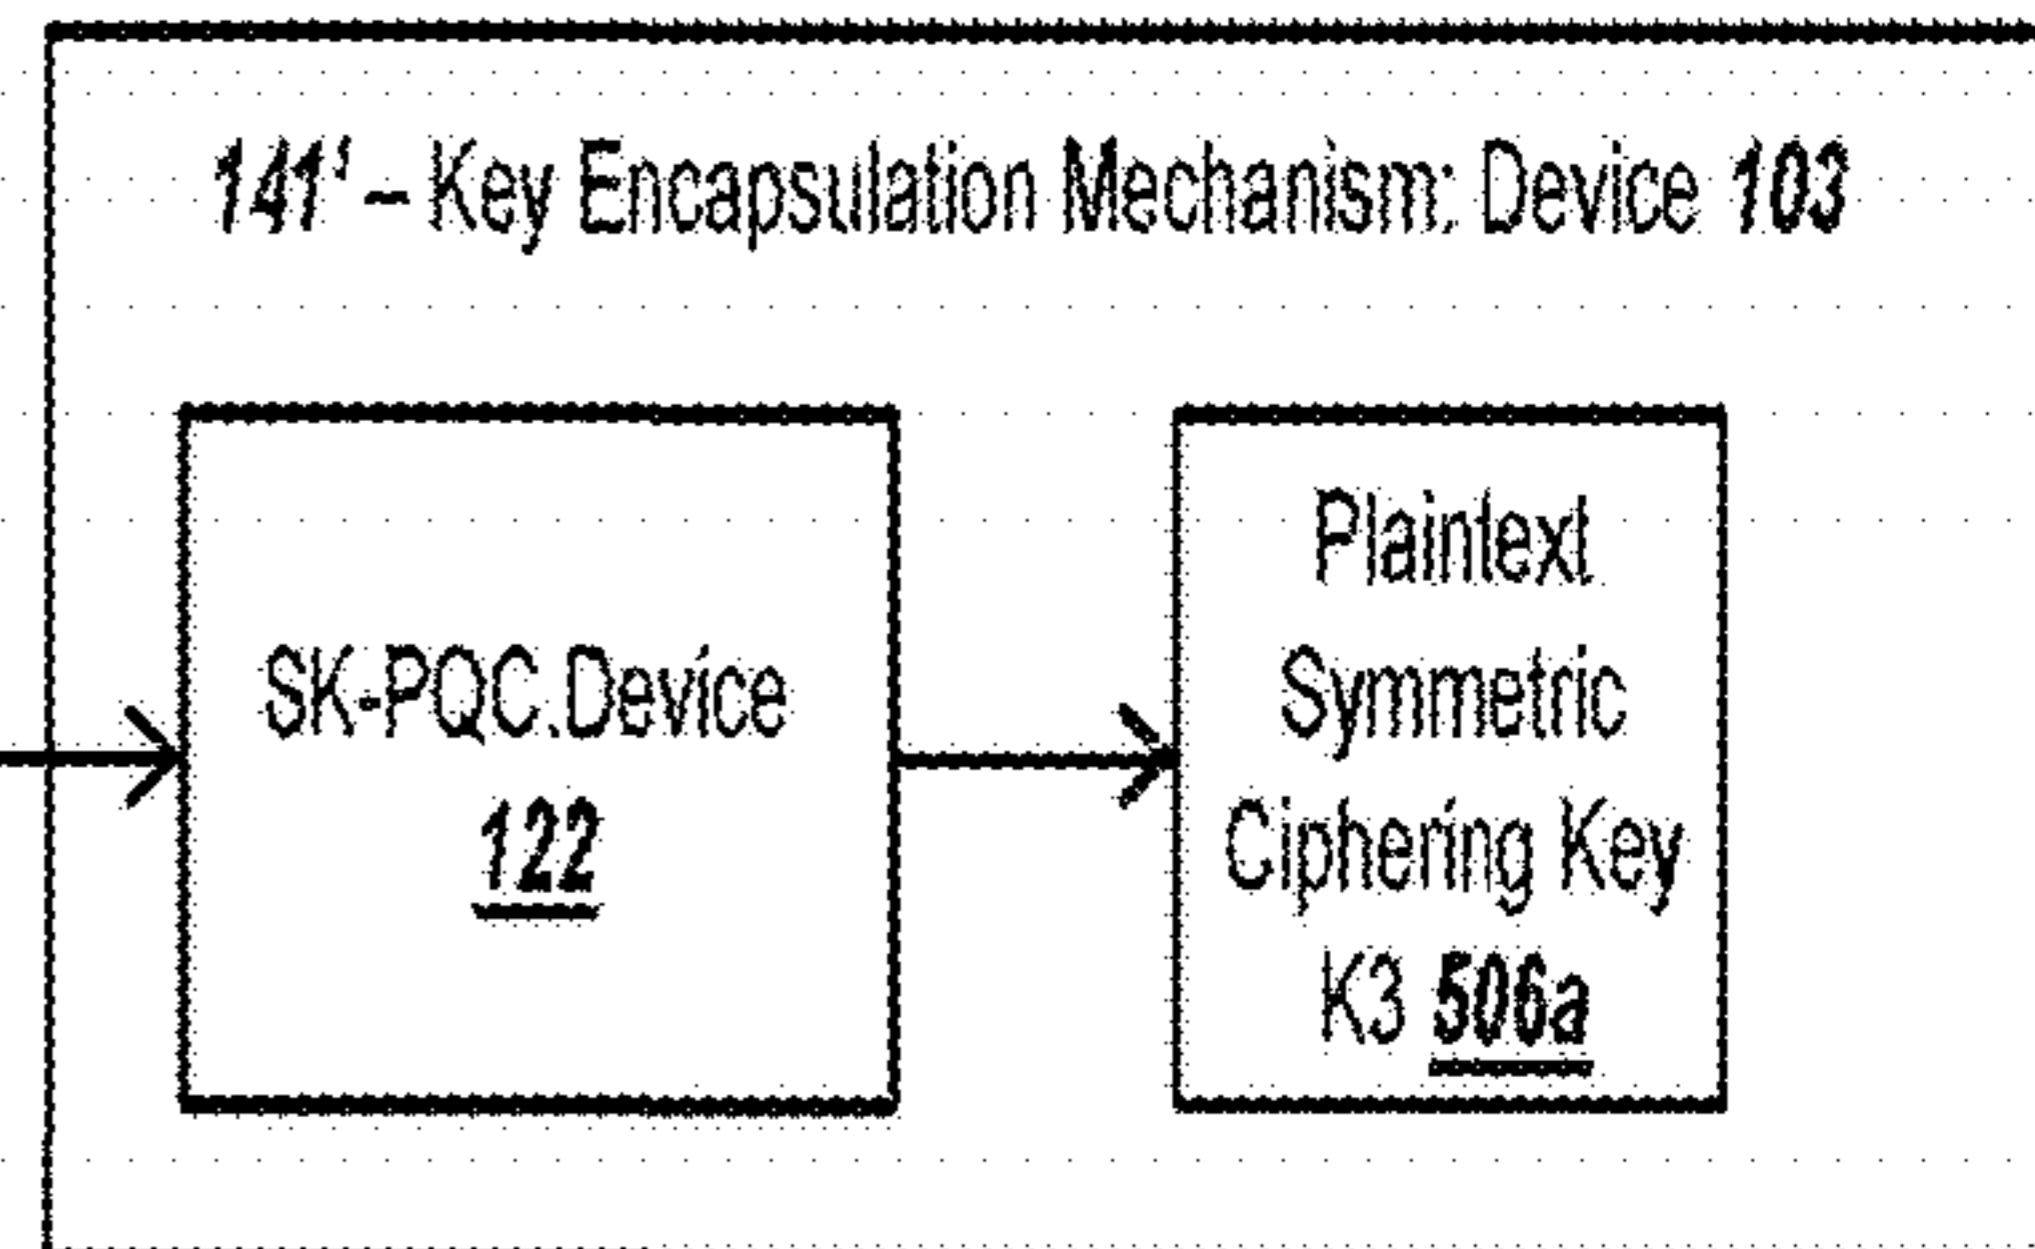 141' – Key Encapsulation Mechanism: Device 103
SK-PQC.Device
122
Plaintext
Symmetric
Ciphering Key
K3 506a